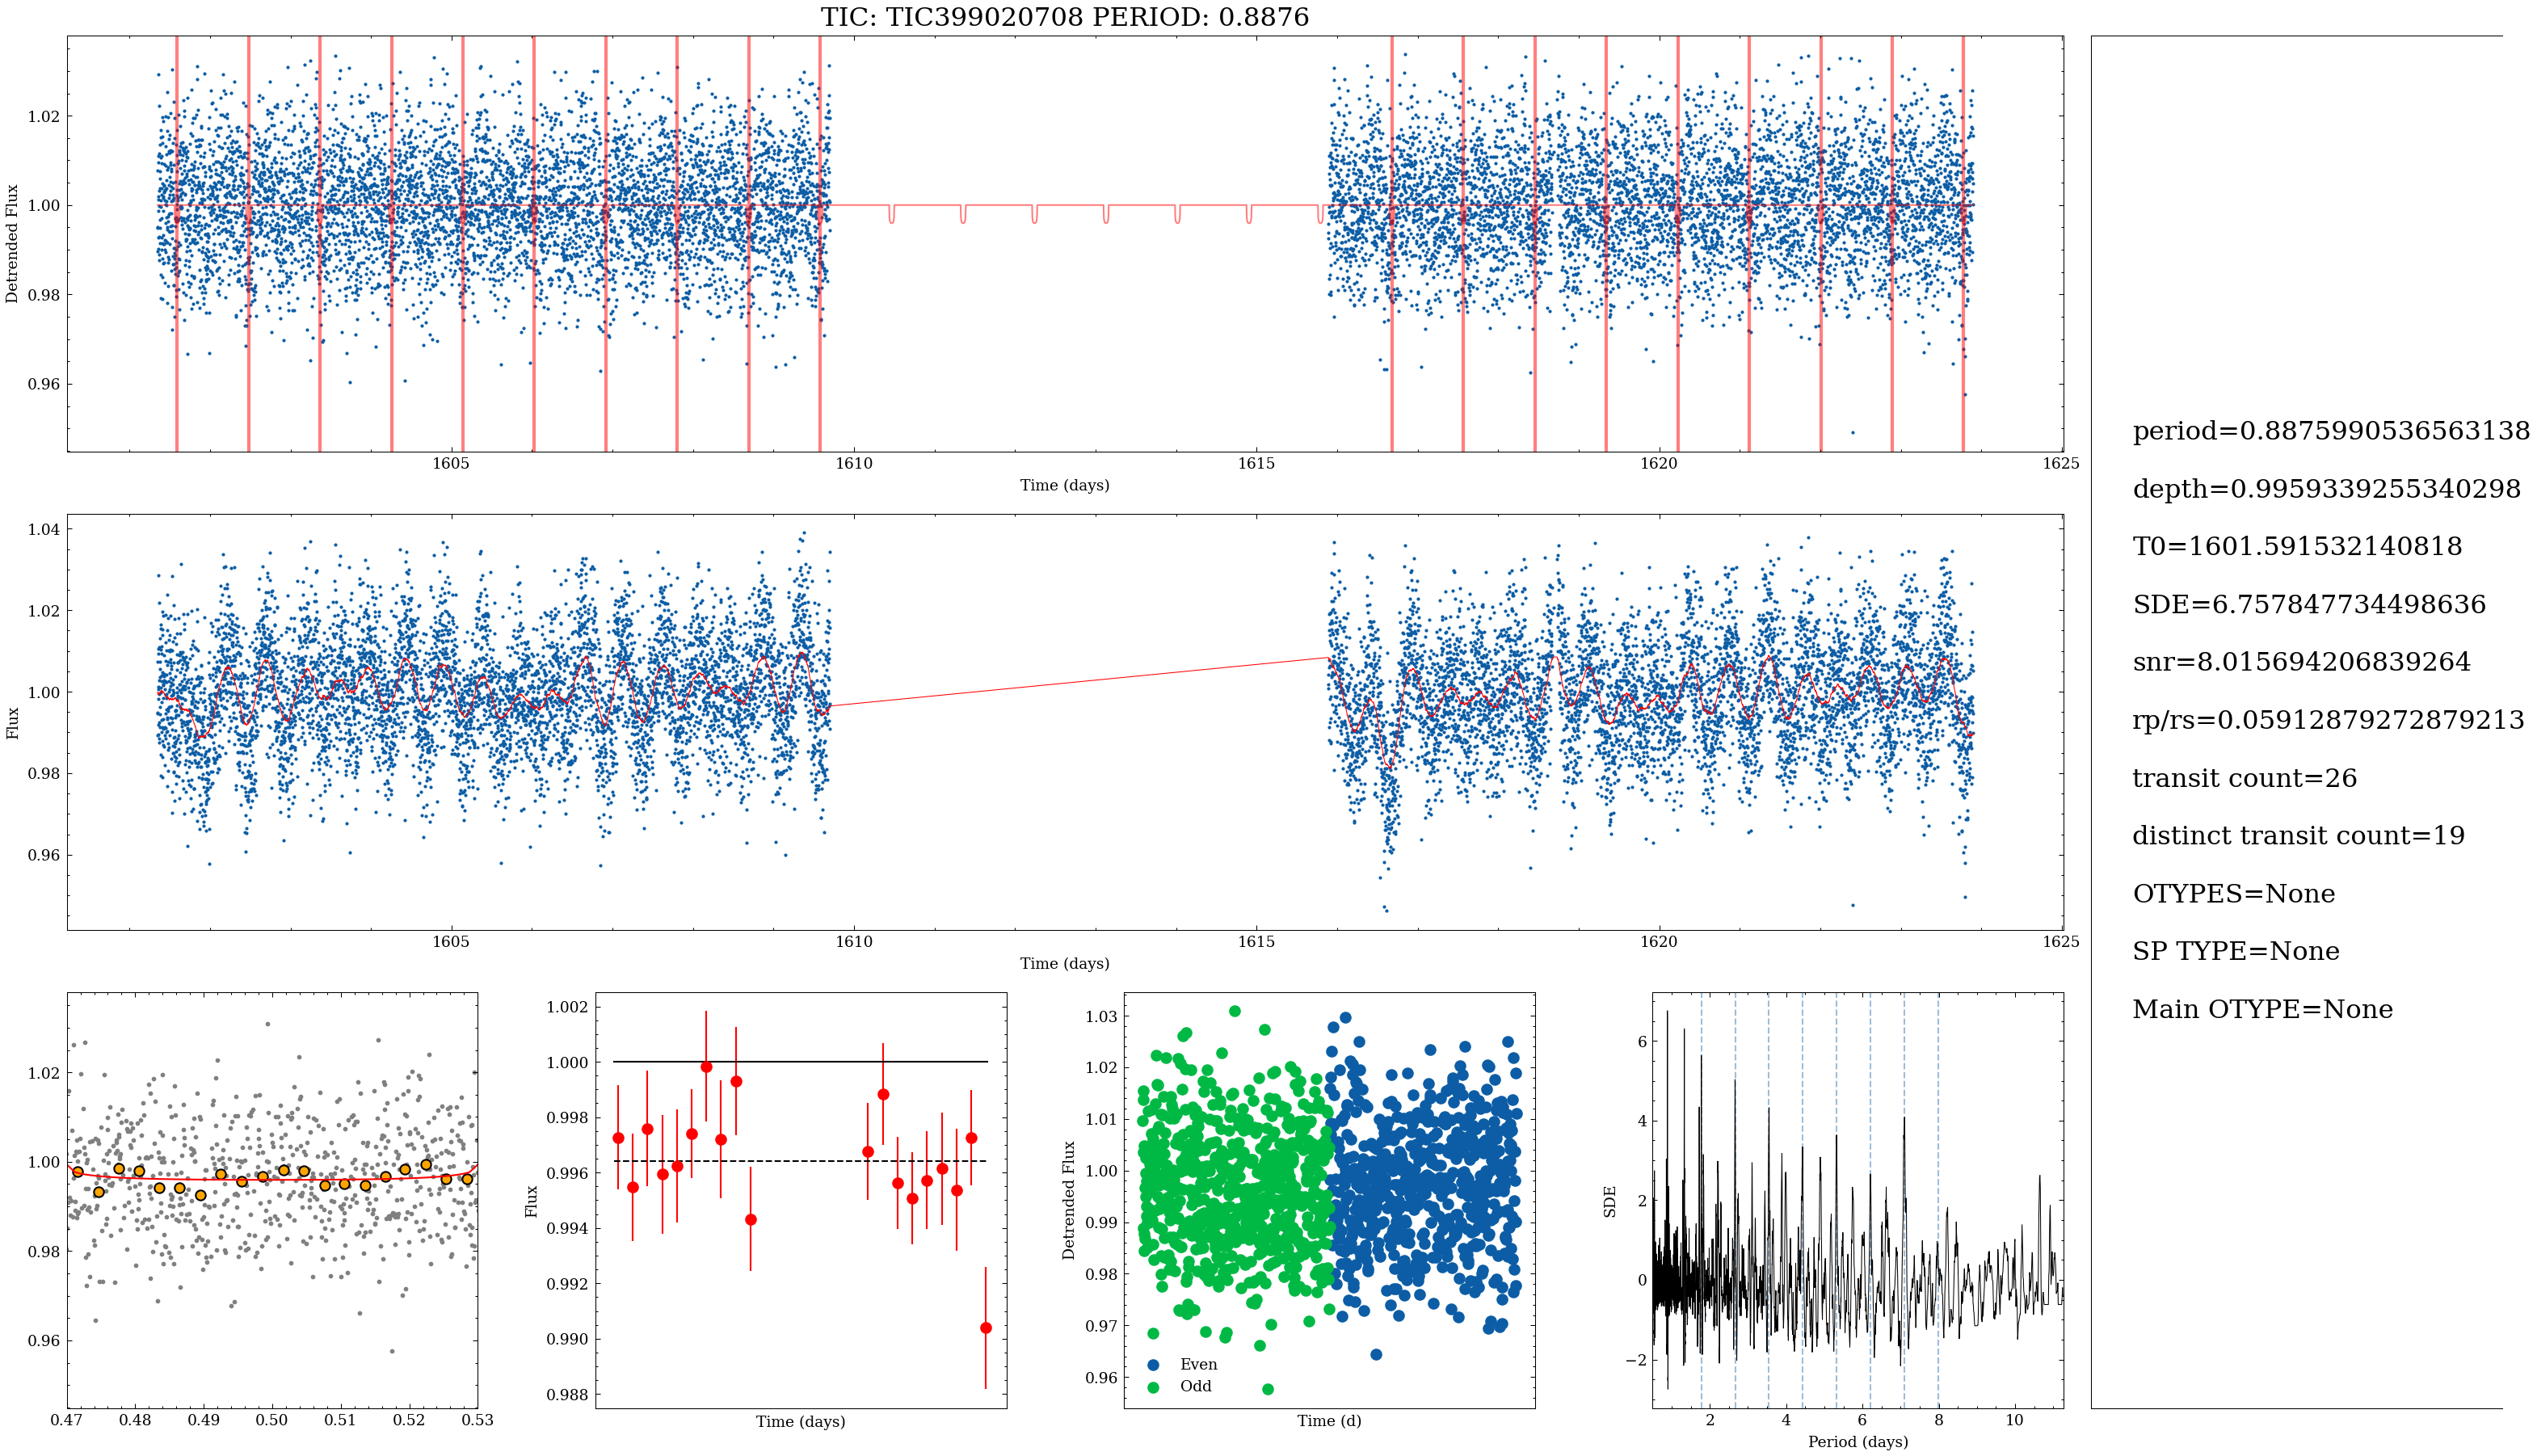 TIC: TIC399020708 PERIOD: 0.8876
Detrended Flux
1.02
1.00
0.98
0.96
1605
1610
1615
1620
1625
Time (days)
Flux
1.04
1.02
1.00
0.98
0.96
1605
1610
1615
1620
1625
Time (days)
period=0.8875990536563138
depth=0.9959339255340298
T0=1601.591532140818
SDE=6.757847734498636
snr=8.015694206839264
rp/rs=0.05912879272879213
transit count=26
distinct transit count=19
OTYPES=None
SP TYPE=None
Main OTYPE=None
1.02
1.00
0.98
0.96
0.47
0.48
0.49
0.50
0.51
0.52
0.53
Flux
1.002
1.000
0.998
0.996
0.994
0.992
0.990
0.988
Time (days)
Detrended Flux
1.03
1.02
1.01
1.00
0.99
0.98
0.97
0.96
Even
Odd
Time (d)
SDE
6
4
2
0
−2
2
4
6
8
10
Period (days)